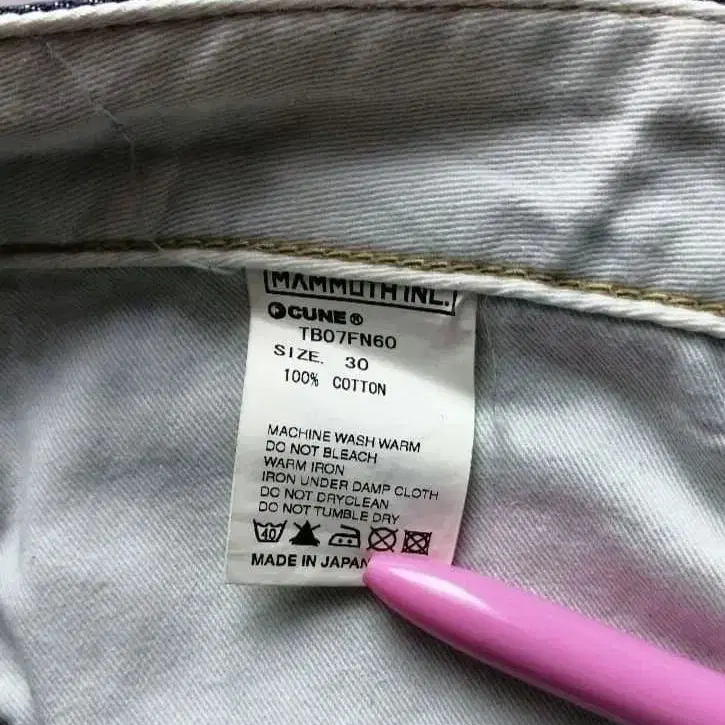 MAMMOTH INC.
CUNE®
TB07FN60
SIZE. 30
100% COTTON
MACHINE WASH WARM
DO NOT BLEACH
WARM IRON
IRON UNDER DAMP CLOTH
DO NOT DRYCLEAN
DO NOT TUMBLE DRY
40
MADE IN JAPAN